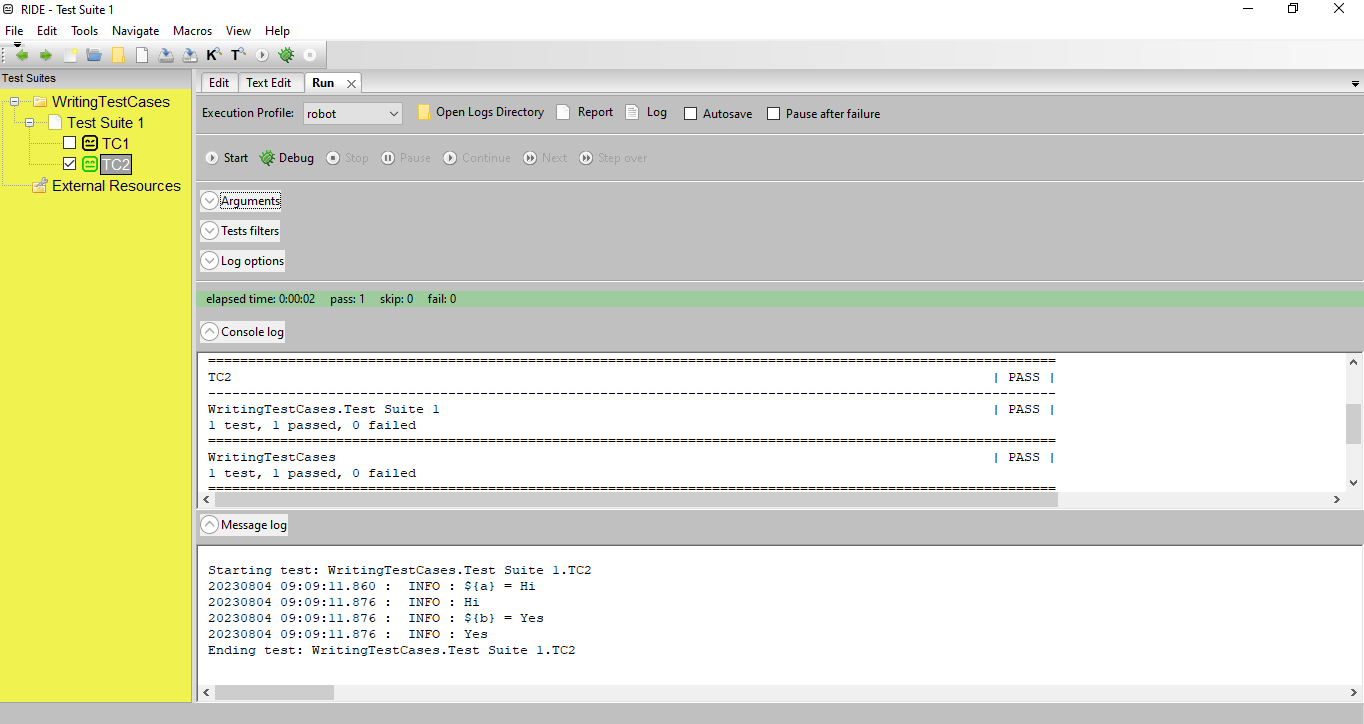 RIDE - Test Suite 1
File Edit Tools Navigate Macros View Help
K T
Test Suites
Edit Text Edit Run
WritingTestCases
Test Suite 1
TC1
TC2
External Resources
Execution Profile: robot Open Logs Directory Report Log Autosave Pause after failure
Start Debug Stop Pause Continue Next Step over
Arguments
Tests filters
Log options
elapsed time: 0:00:02 pass: 1 skip: 0 fail: 0
Console log
==============================================================================
TC2 | PASS |
------------------------------------------------------------------------------
WritingTestCases.Test Suite 1 | PASS |
1 test, 1 passed, 0 failed
==============================================================================
WritingTestCases | PASS |
1 test, 1 passed, 0 failed
==============================================================================
Message log
Starting test: WritingTestCases.Test Suite 1.TC2
20230804 09:09:11.860 : INFO : ${a} = Hi
20230804 09:09:11.876 : INFO : Hi
20230804 09:09:11.876 : INFO : ${b} = Yes
20230804 09:09:11.876 : INFO : Yes
Ending test: WritingTestCases.Test Suite 1.TC2